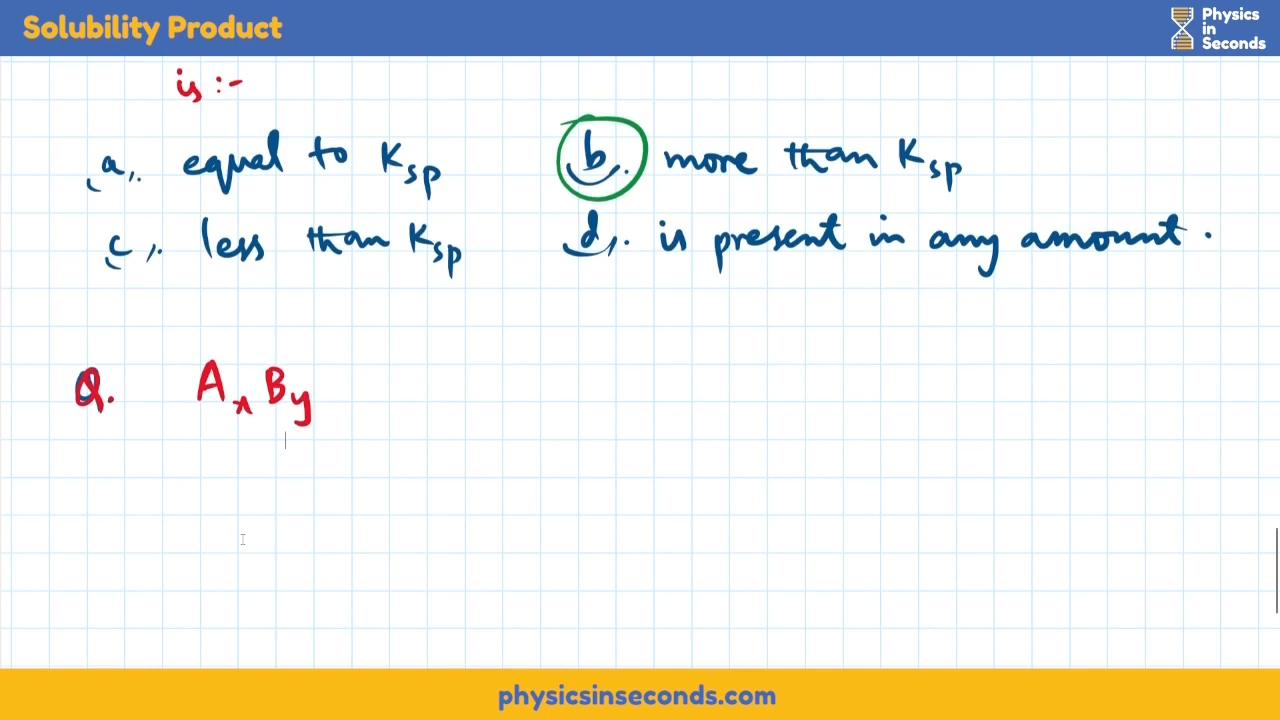 Solubility Product
Physics
in
Seconds
is :-
a. equal to Ksp
b. more than Ksp
c. less than Ksp
d. is present in any amount.
Q. AxBy
physicsinseconds.com